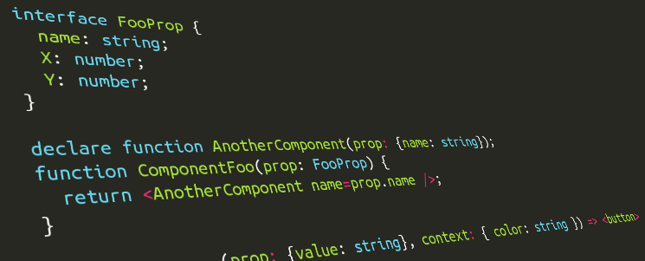 interface FooProp {
name: string;
X: number;
Y: number;
}
declare function AnotherComponent(prop: {name: string});
function ComponentFoo(prop: FooProp) {
return <AnotherComponent name=prop.name />;
}
(prop: {value: string}, context: { color: string }) => <button>